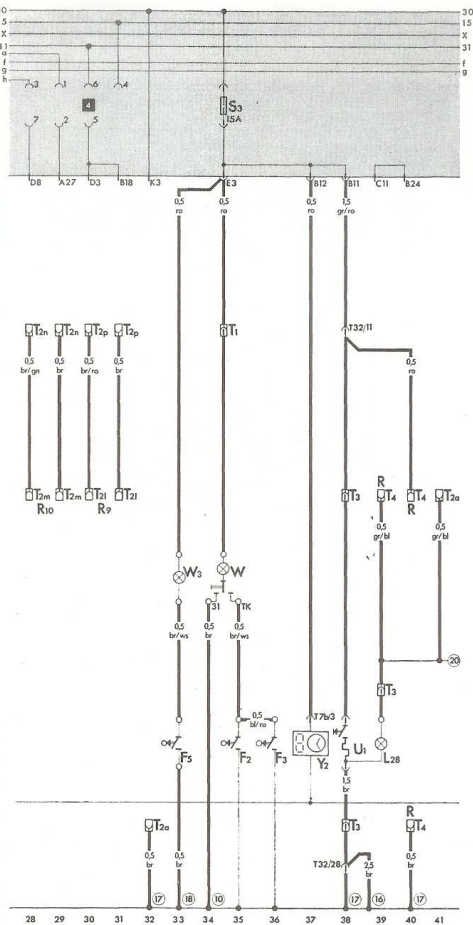 30
5 15
X X
31 31
a
f f
g g
h
3 1 6 4
S3
4
15A
7 2 5
D8 A27 D3 B18 K3 E3 B12 B11 C11 B24
0,5 ro 0,5 ro 0,5 ro 1,5 gr/ro
T32/11
T2n T2n T2p T2p T1
0,5 br/gn 0,5 br 0,5 br/ro 0,5 br 0,5 ro
R R
T2m T2m T2l T2l T3 T4 T4 T2a
R10 R9
0,5 gr/bl 0,5 gr/bl
W3 W
31 TK
0,5 br/ws 0,5 br 0,5 br/ws
20
T3
0,5 bl/ro
T7b/3
F5 F2 F3 Y2 U1 L28
1,5 br
R
T2a T3 T4
0,5 br 0,5 br T32/28 2,5 br 0,5 br
17 18 10 17 16 17
28 29 30 31 32 33 34 35 36 37 38 39 40 41